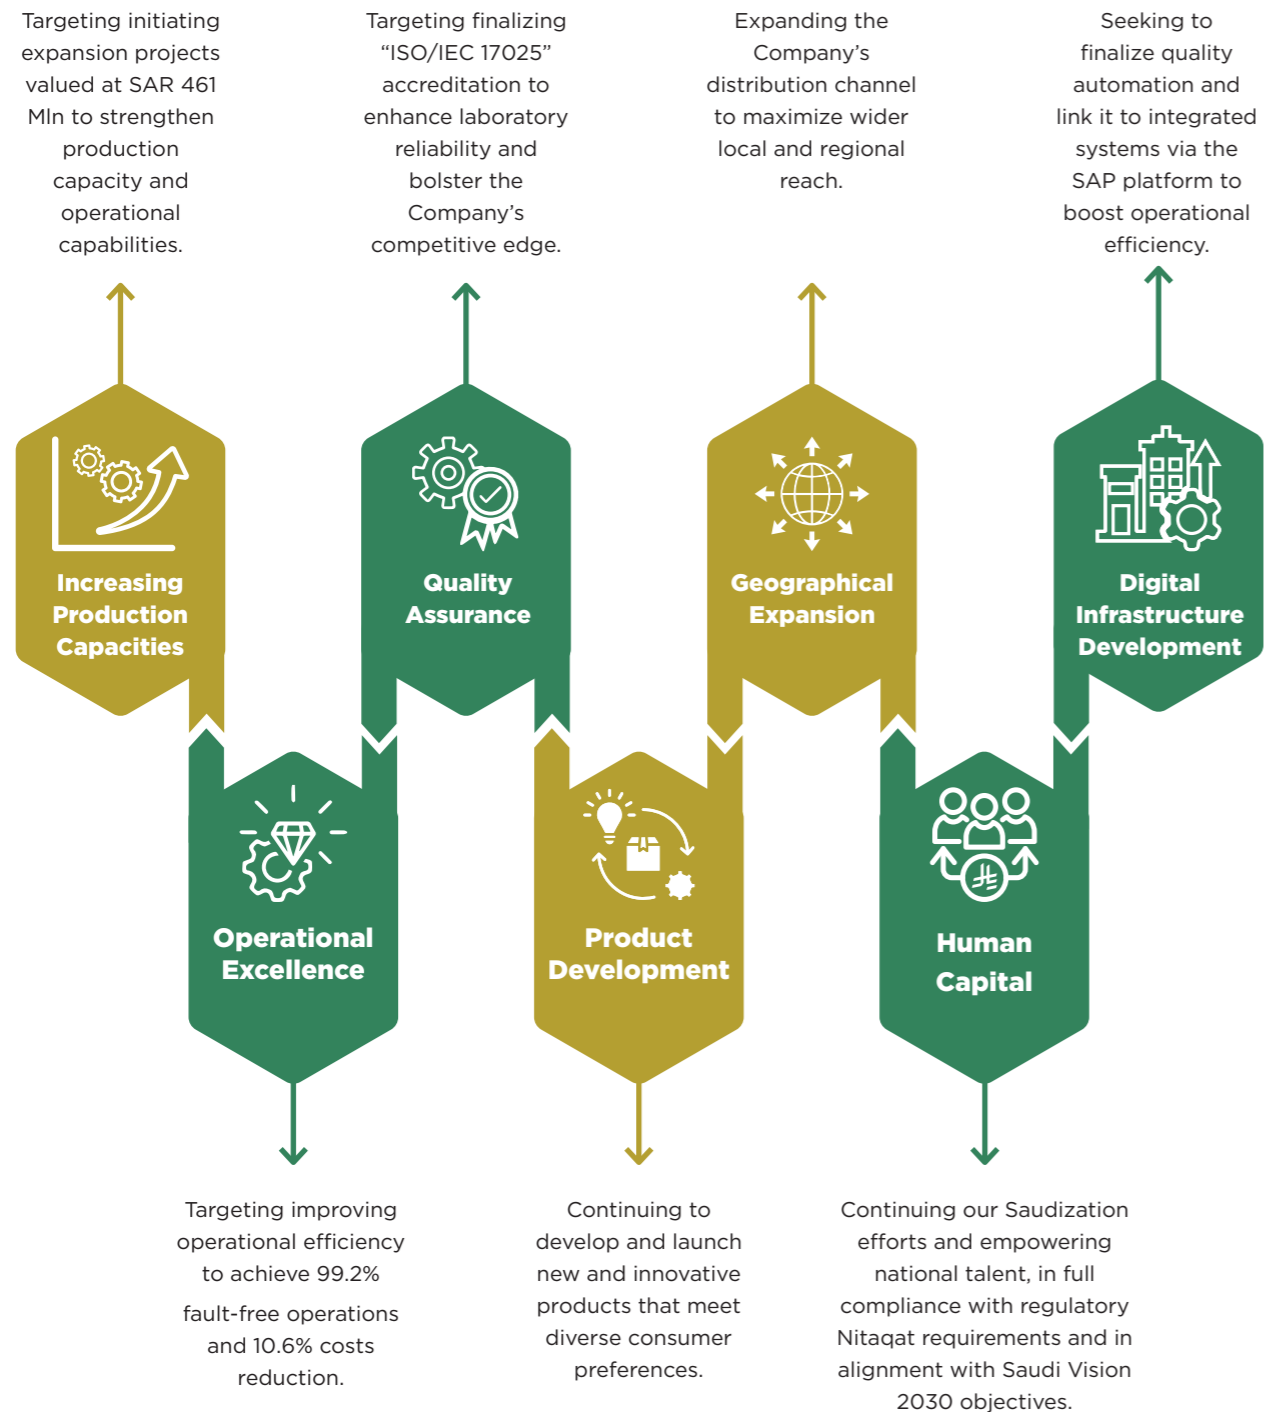 Targeting initiating
expansion projects
valued at SAR 461
Mln to strengthen
production
capacity and
operational
capabilities.
Targeting finalizing
“ISO/IEC 17025”
accreditation to
enhance laboratory
reliability and
bolster the
Company’s
competitive edge.
Expanding the
Company’s
distribution channel
to maximize wider
local and regional
reach.
Seeking to
finalize quality
automation and
link it to integrated
systems via the
SAP platform to
boost operational
efficiency.
Increasing
Production
Capacities
Quality
Assurance
Geographical
Expansion
Digital
Infrastructure
Development
Operational
Excellence
Product
Development
Human
Capital
Targeting improving
operational efficiency
to achieve 99.2%
fault-free operations
and 10.6% costs
reduction.
Continuing to
develop and launch
new and innovative
products that meet
diverse consumer
preferences.
Continuing our Saudization
efforts and empowering
national talent, in full
compliance with regulatory
Nitaqat requirements and in
alignment with Saudi Vision
2030 objectives.